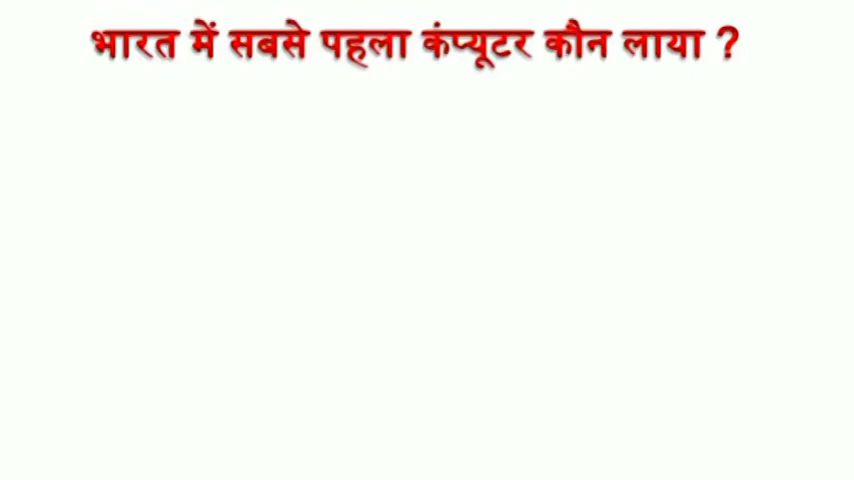 भारत में सबसे पहला कंप्यूटर कौन लाया ?